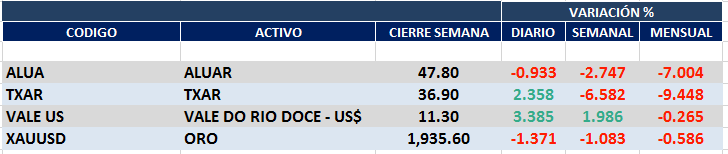 VARIACIÓN %
CODIGO ACTIVO CIERRE SEMANA DIARIO SEMANAL MENSUAL
ALUA ALUAR 47.80 -0.933 -2.747 -7.004
TXAR TXAR 36.90 2.358 -6.582 -9.448
VALE US VALE DO RIO DOCE - US$ 11.30 3.385 1.986 -0.265
XAUUSD ORO 1,935.60 -1.371 -1.083 -0.586